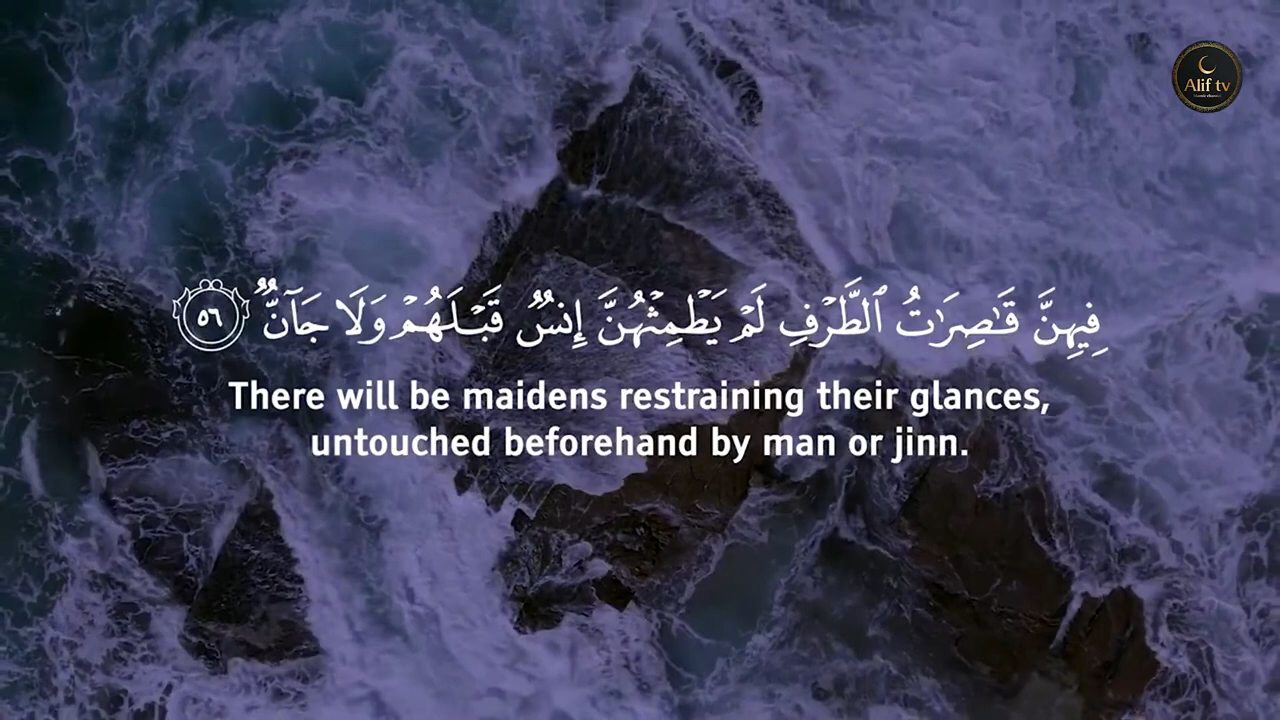 Alif tv
فِيهِنَّ قَـٰصِرَٰتُ ٱلطَّرْفِ لَمْ يَطْمِثْهُنَّ إِنسٌ قَبْلَهُمْ وَلَا جَآنٌّ ٥٦
There will be maidens restraining their glances,
untouched beforehand by man or jinn.